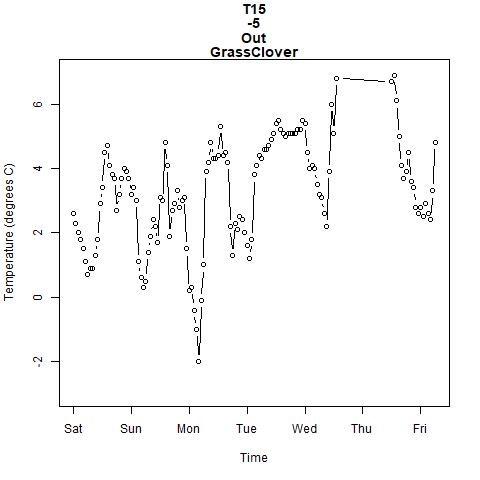 T15
-5
Out
GrassClover
Temperature (degrees C)
6
4
2
0
-2
Sat Sun Mon Tue Wed Thu Fri
Time